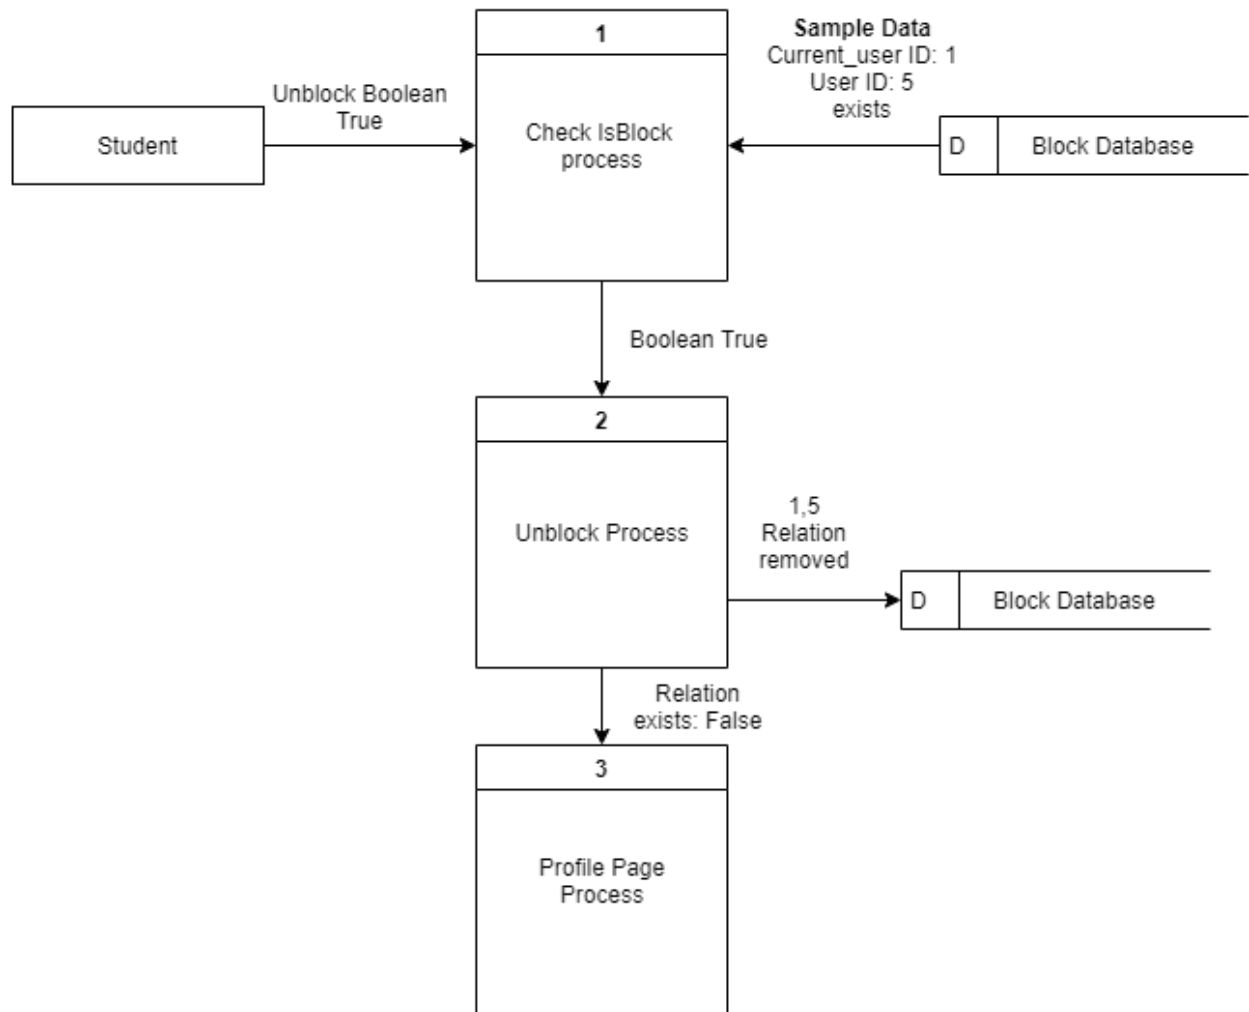 1
Sample Data
Current_user ID: 1
User ID: 5
exists
Unblock Boolean
True
Student
Check IsBlock
process
D
Block Database
Boolean True
2
Unblock Process
1,5
Relation
removed
D
Block Database
Relation
exists: False
3
Profile Page
Process